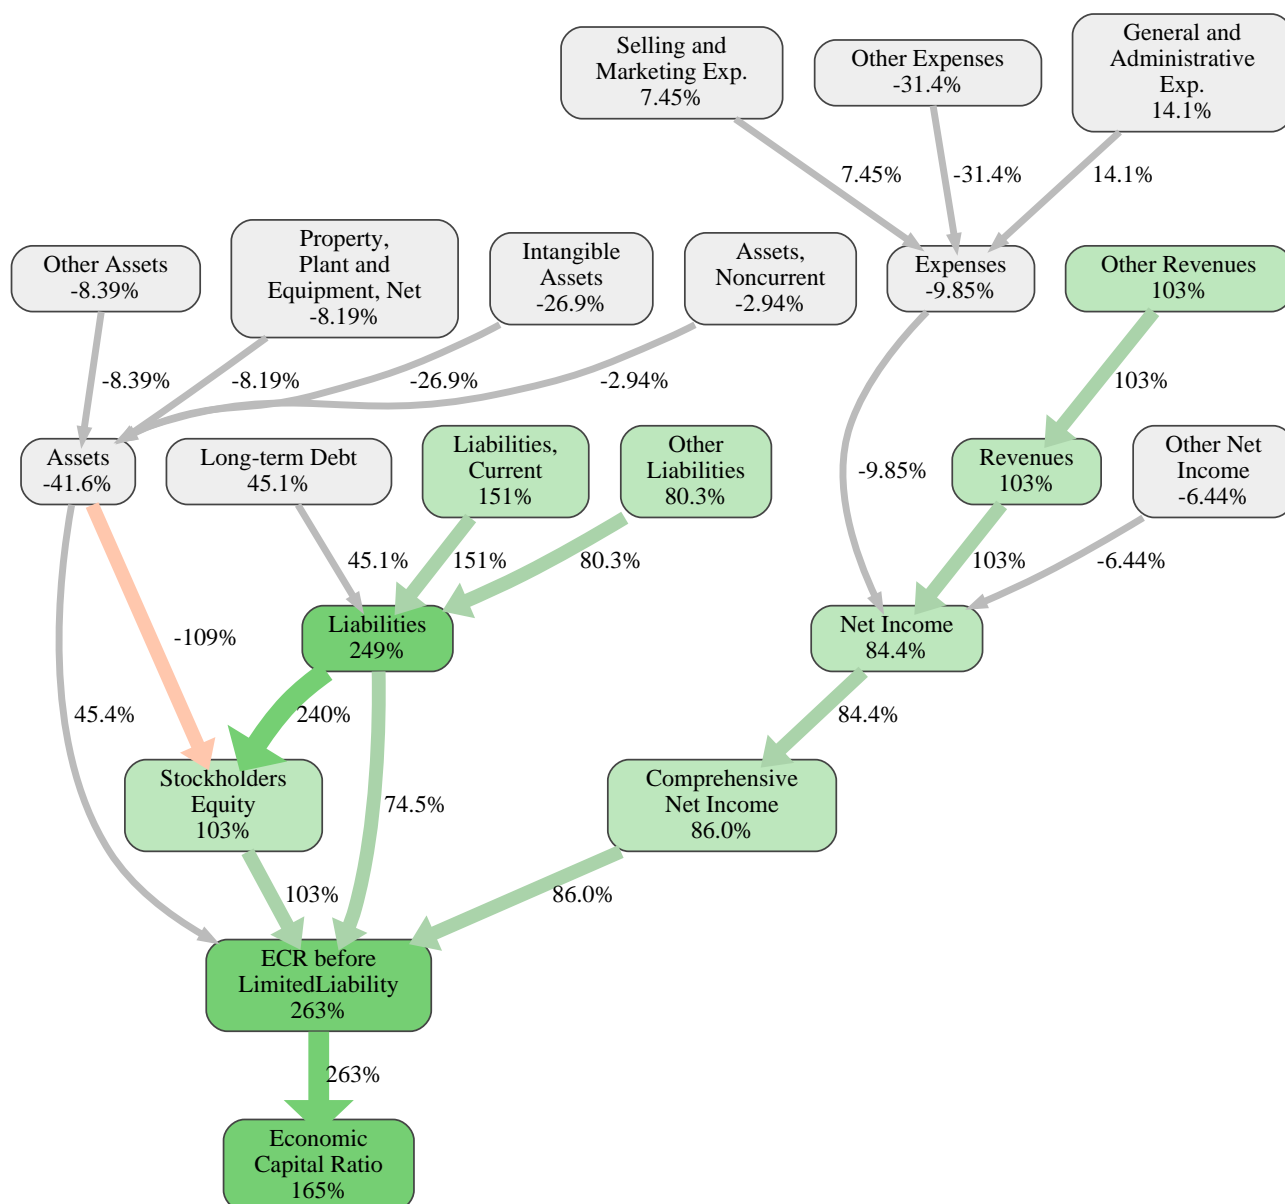 Selling and
Marketing Exp.
7.45%
Other Expenses
-31.4%
General and
Administrative
Exp.
14.1%
7.45%
-31.4%
14.1%
Other Assets
-8.39%
Property,
Plant and
Equipment, Net
-8.19%
Intangible
Assets
-26.9%
Assets,
Noncurrent
-2.94%
Expenses
-9.85%
Other Revenues
103%
-8.39%
-8.19%
-26.9%
-2.94%
103%
Assets
-41.6%
Long-term Debt
45.1%
Liabilities,
Current
151%
Other
Liabilities
80.3%
-9.85%
Revenues
103%
Other Net
Income
-6.44%
45.1%
151%
80.3%
103%
-6.44%
-109%
Liabilities
249%
Net Income
84.4%
45.4%
240%
84.4%
Stockholders
Equity
103%
74.5%
Comprehensive
Net Income
86.0%
103%
86.0%
ECR before
LimitedLiability
263%
263%
Economic
Capital Ratio
165%